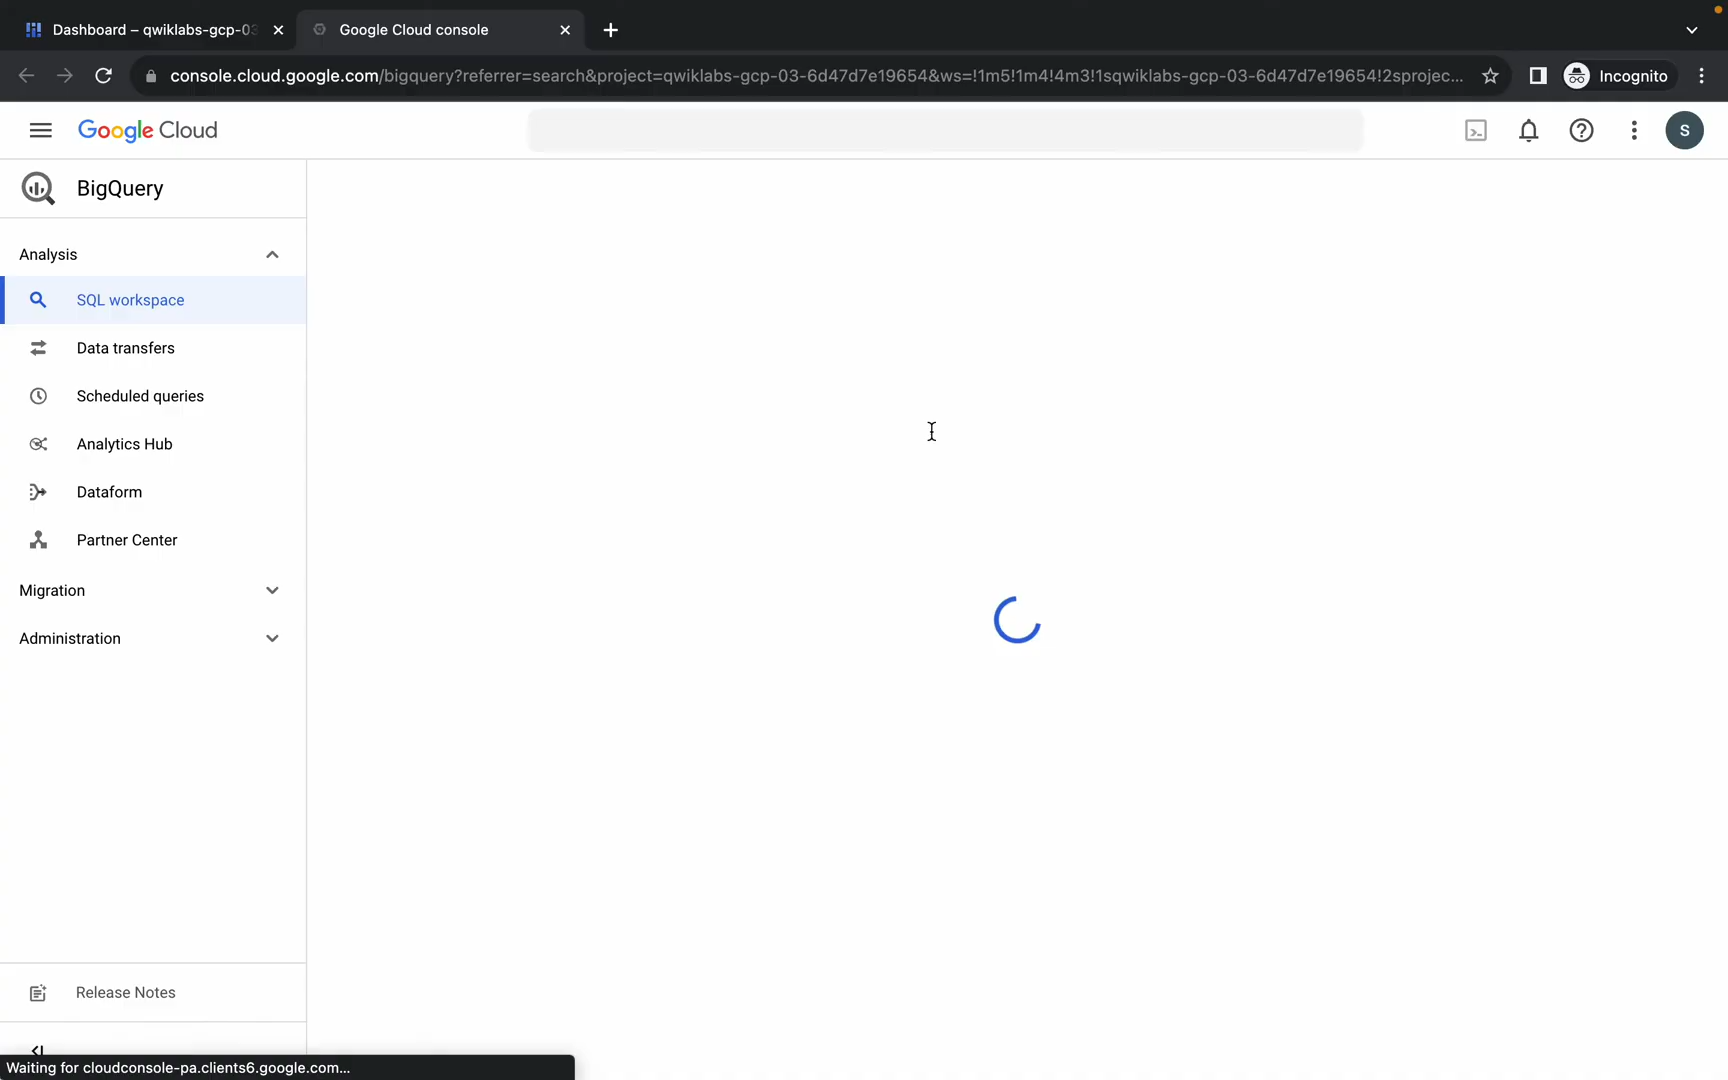 Dashboard – qwiklabs-gcp-03
Google Cloud console
console.cloud.google.com/bigquery?referrer=search&project=qwiklabs-gcp-03-6d47d7e19654&ws=!1m5!1m4!4m3!1sqwiklabs-gcp-03-6d47d7e19654!2sprojec...
Incognito
Google Cloud
S
BigQuery
Analysis
SQL workspace
Data transfers
Scheduled queries
Analytics Hub
Dataform
Partner Center
Migration
Administration
Release Notes
Waiting for cloudconsole-pa.clients6.google.com...